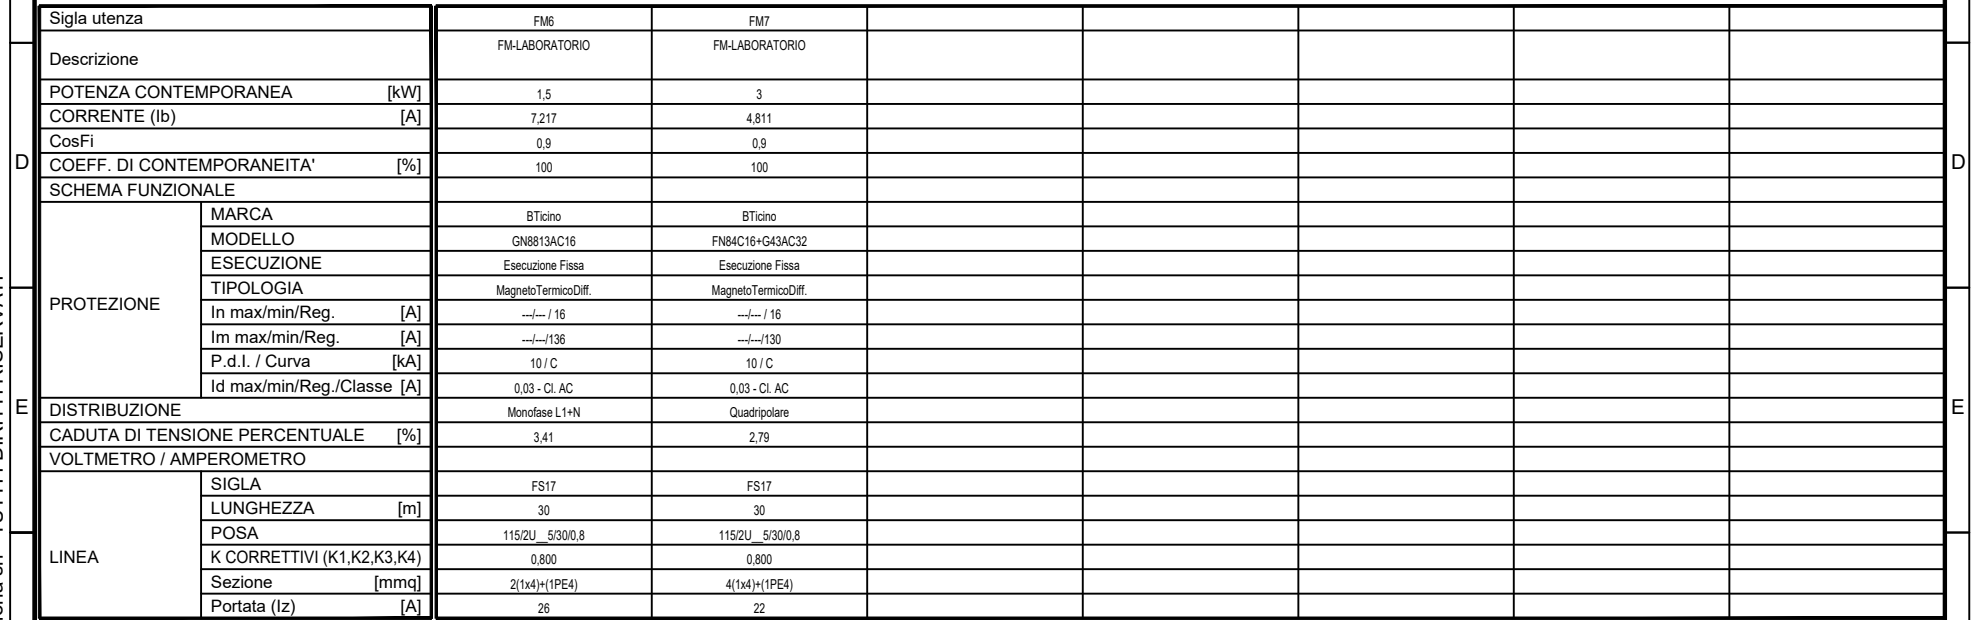 Sigla utenza FM6 FM7
Descrizione FM-LABORATORIO FM-LABORATORIO
POTENZA CONTEMPORANEA [kW] 1,5 3
CORRENTE (Ib) [A] 7,217 4,811
CosFi 0,9 0,9
D COEFF. DI CONTEMPORANEITA' [%] 100 100 D
SCHEMA FUNZIONALE
PROTEZIONE
MARCA BTicino BTicino
MODELLO GN8813AC16 FN84C16+G43AC32
ESECUZIONE Esecuzione Fissa Esecuzione Fissa
TIPOLOGIA MagnetoTermicoDiff. MagnetoTermicoDiff.
In max/min/Reg. [A] ---/--- / 16 ---/--- / 16
Im max/min/Reg. [A] ---/---/136 ---/---/130
P.d.I. / Curva [kA] 10 / C 10 / C
Id max/min/Reg./Classe [A] 0,03 - Cl. AC 0,03 - Cl. AC
E DISTRIBUZIONE Monofase L1+N Quadripolare E
CADUTA DI TENSIONE PERCENTUALE [%] 3,41 2,79
VOLTMETRO / AMPEROMETRO
LINEA
SIGLA FS17 FS17
LUNGHEZZA [m] 30 30
POSA 115/2U__5/30/0,8 115/2U__5/30/0,8
K CORRETTIVI (K1,K2,K3,K4) 0,800 0,800
Sezione [mmq] 2(1x4)+(1PE4) 4(1x4)+(1PE4)
Portata (Iz) [A] 26 22